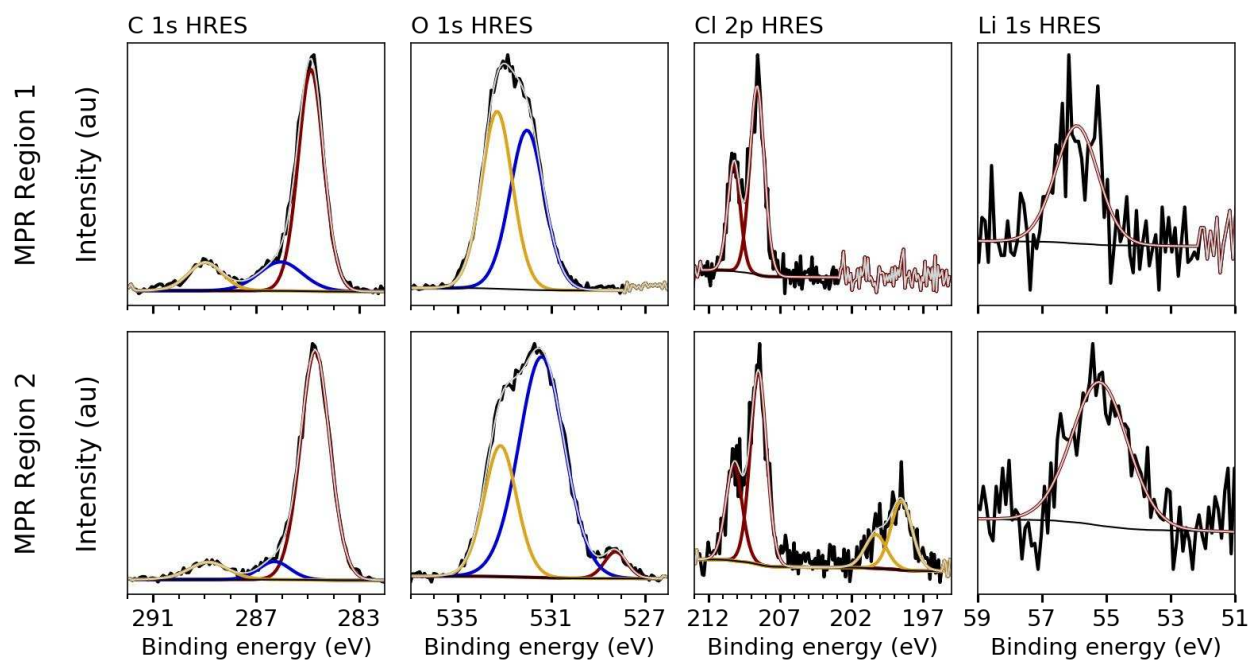 C 1s HRES
O 1s HRES
Cl 2p HRES
Li 1s HRES
MPR Region 1
Intensity (au)
MPR Region 2
Intensity (au)
291 287 283
535 531 527
212 207 202 197
59 57 55 53 51
Binding energy (eV)
Binding energy (eV)
Binding energy (eV)
Binding energy (eV)